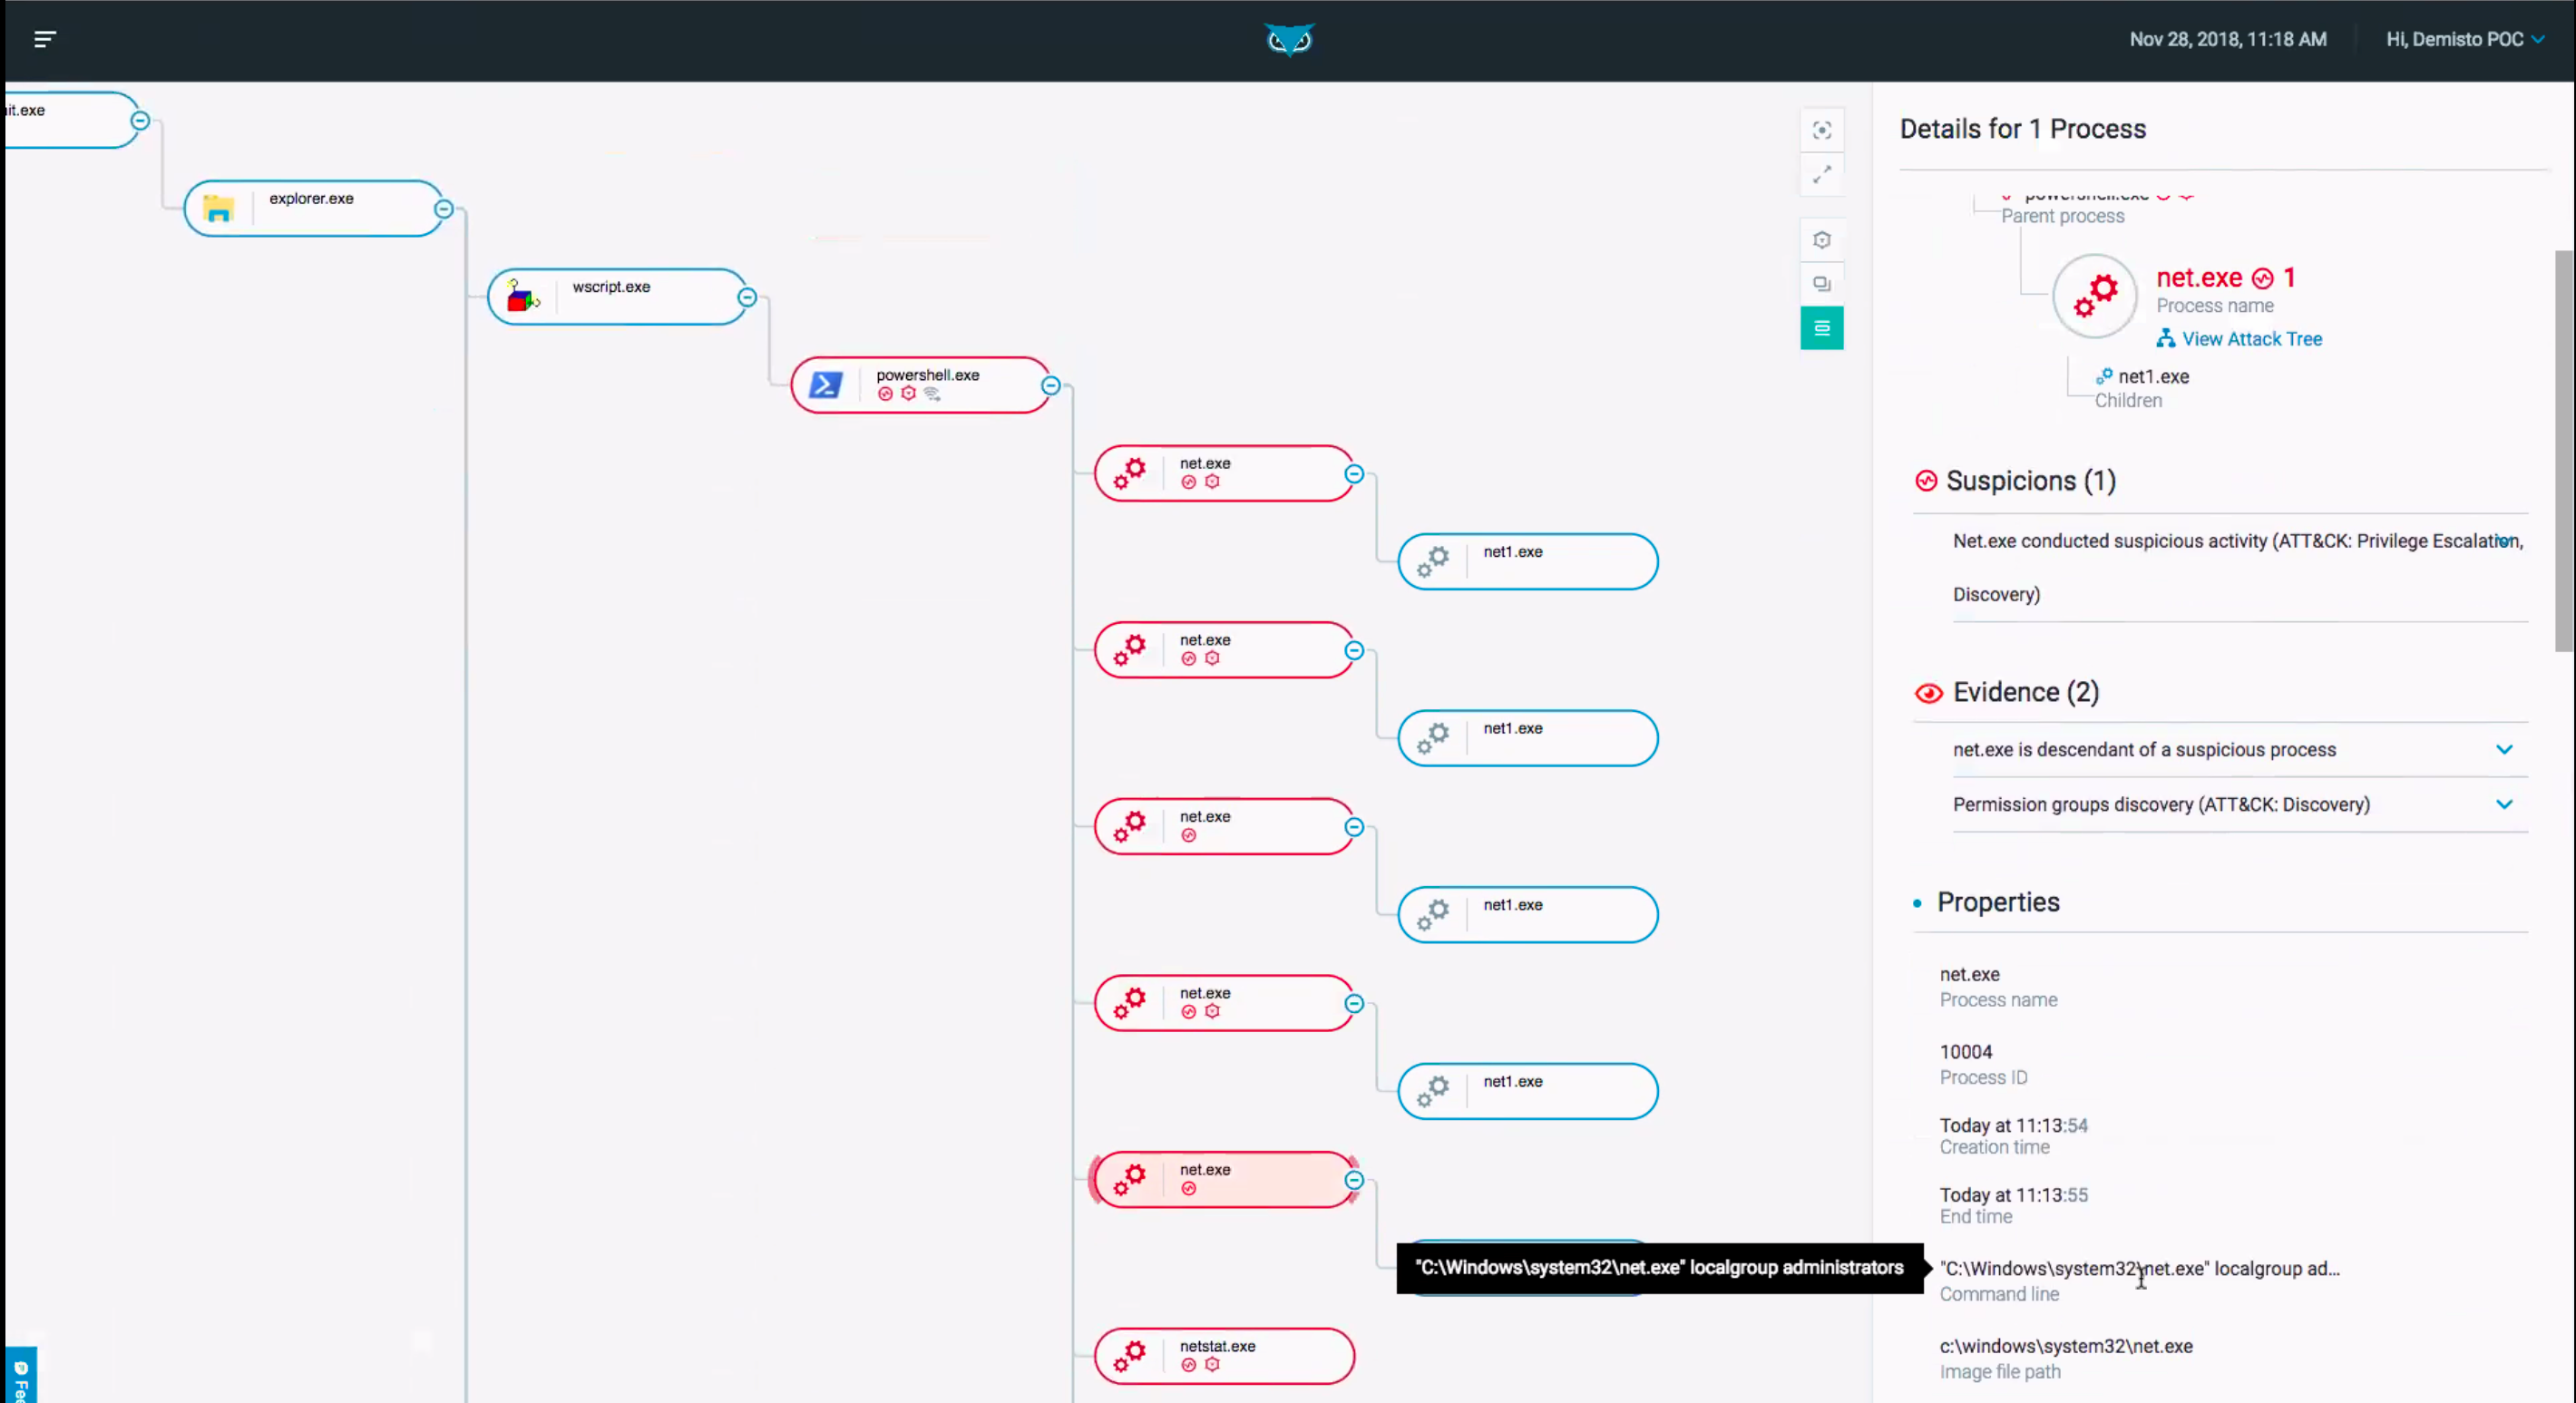 Nov 28, 2018, 11:18 AM
Hi, Demisto POC
it.exe
explorer.exe
wscript.exe
powershell.exe
net.exe
net1.exe
net.exe
net1.exe
net.exe
net1.exe
net.exe
net1.exe
net.exe
"C:\Windows\system32\net.exe" localgroup administrators
netstat.exe
Fee
Details for 1 Process
powershell.exe
Parent process
net.exe 1
Process name
View Attack Tree
net1.exe
Children
Suspicions (1)
Net.exe conducted suspicious activity (ATT&CK: Privilege Escalation,
Discovery)
Evidence (2)
net.exe is descendant of a suspicious process
Permission groups discovery (ATT&CK: Discovery)
Properties
net.exe
Process name
10004
Process ID
Today at 11:13:54
Creation time
Today at 11:13:55
End time
"C:\Windows\system32\net.exe" localgroup ad...
Command line
c:\windows\system32\net.exe
Image file path